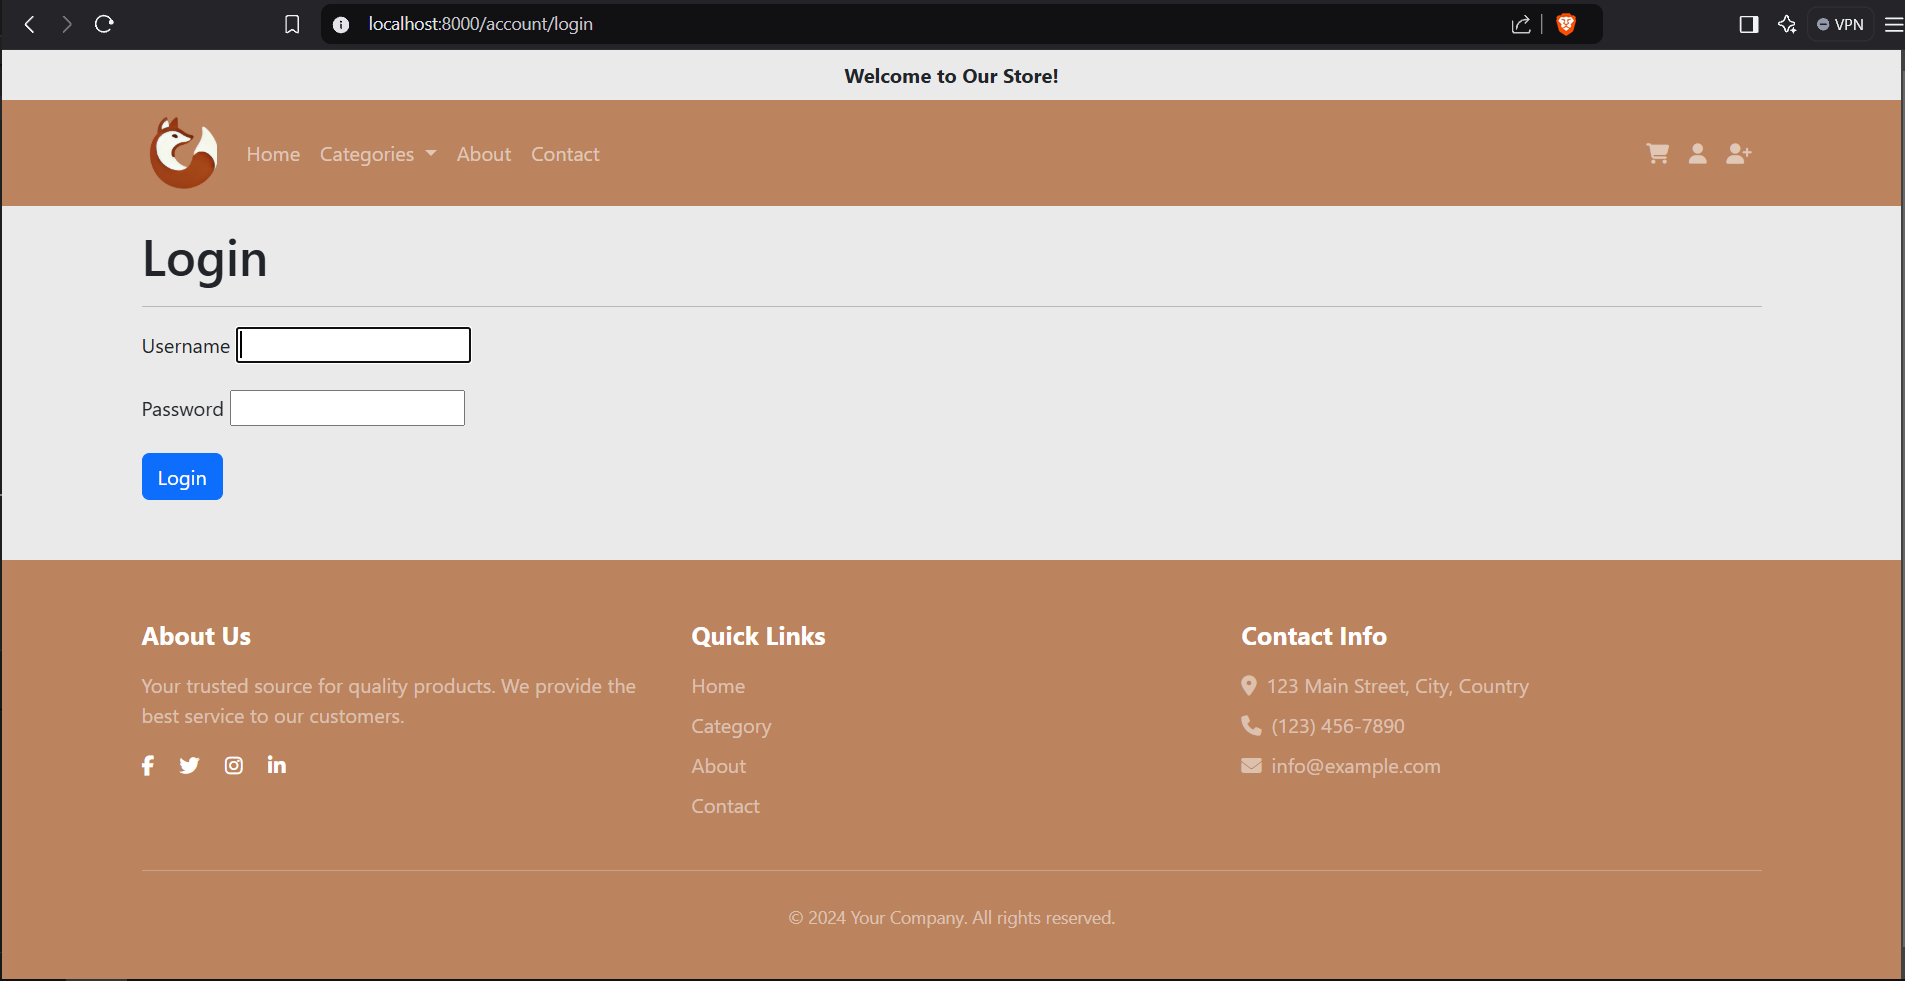 localhost:8000/account/login
VPN
Welcome to Our Store!
Home Categories About Contact
Login
Username
Password
Login
About Us
Your trusted source for quality products. We provide the
best service to our customers.
Quick Links
Home
Category
About
Contact
Contact Info
123 Main Street, City, Country
(123) 456-7890
info@example.com
© 2024 Your Company. All rights reserved.